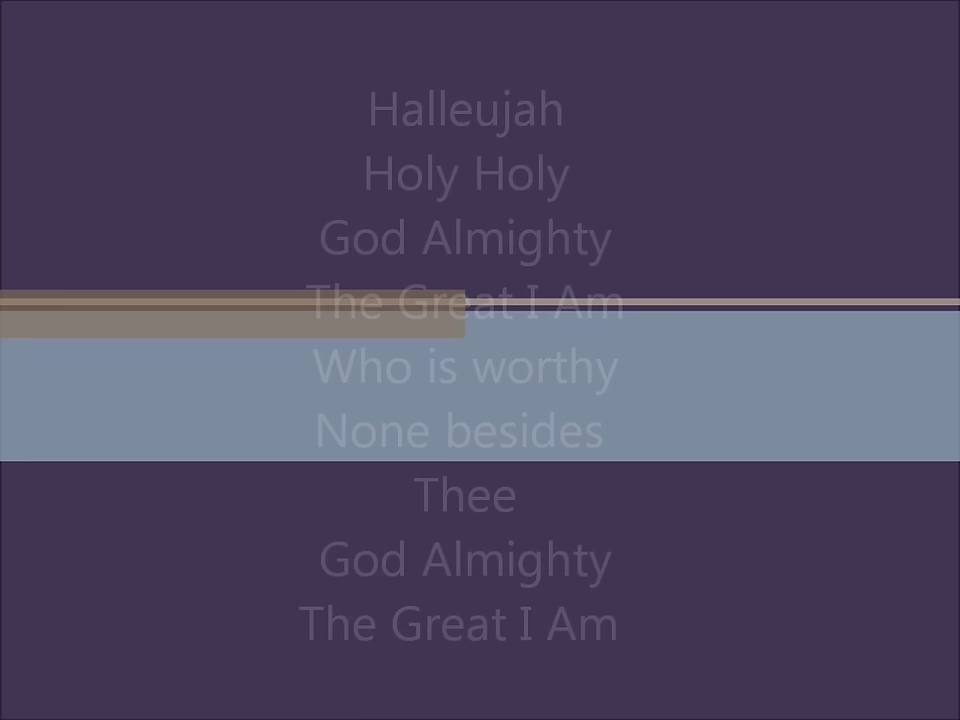 Halleujah
Holy Holy
God Almighty
The Great I Am
Who is worthy
None besides
Thee
God Almighty
The Great I Am